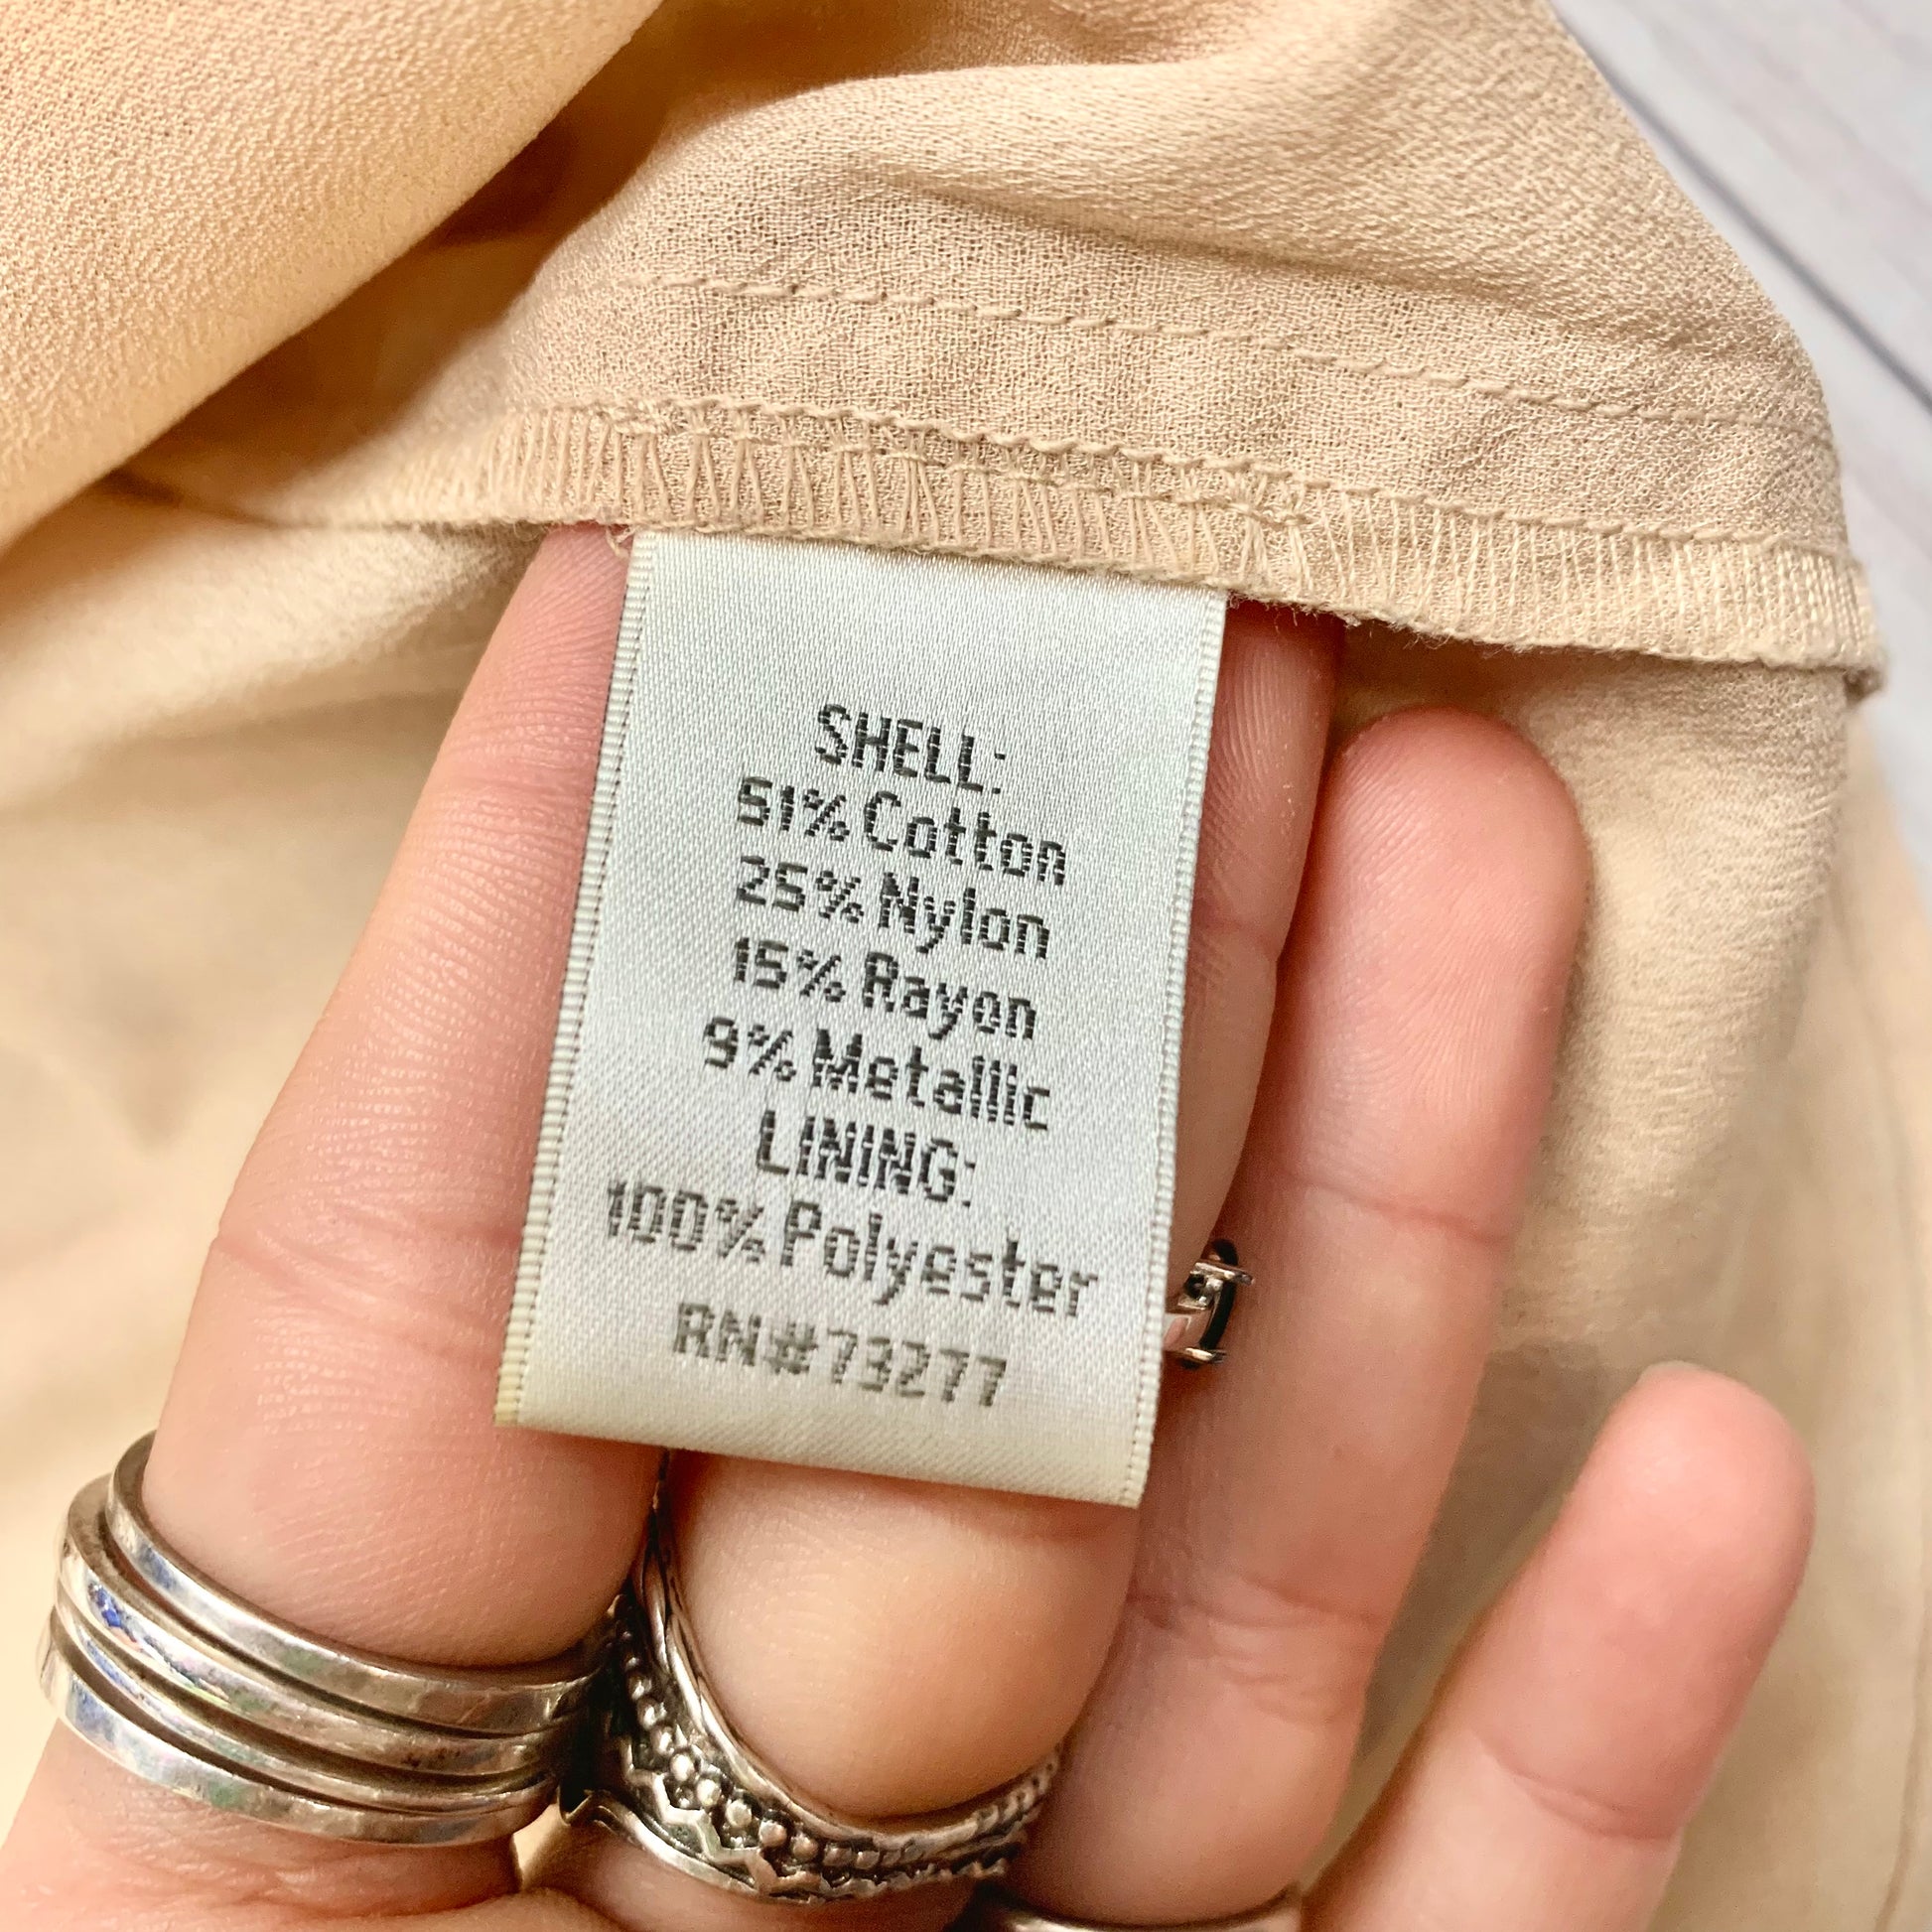 SHELL:
51% Cotton
25% Nylon
15% Rayon
9% Metallic
LINING:
100% Polyester
RN#73277